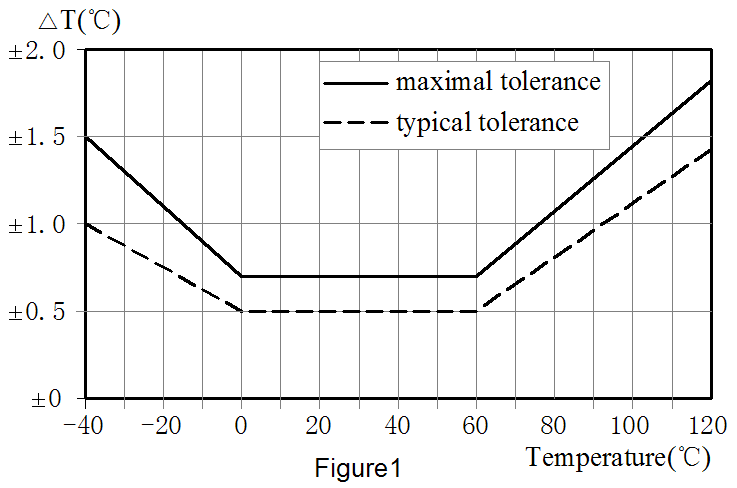 △T(℃)
±2.0
±1.5
±1.0
±0.5
±0
maximal tolerance
typical tolerance
-40 -20 0 20 40 60 80 100 120
Temperature(℃)
Figure1